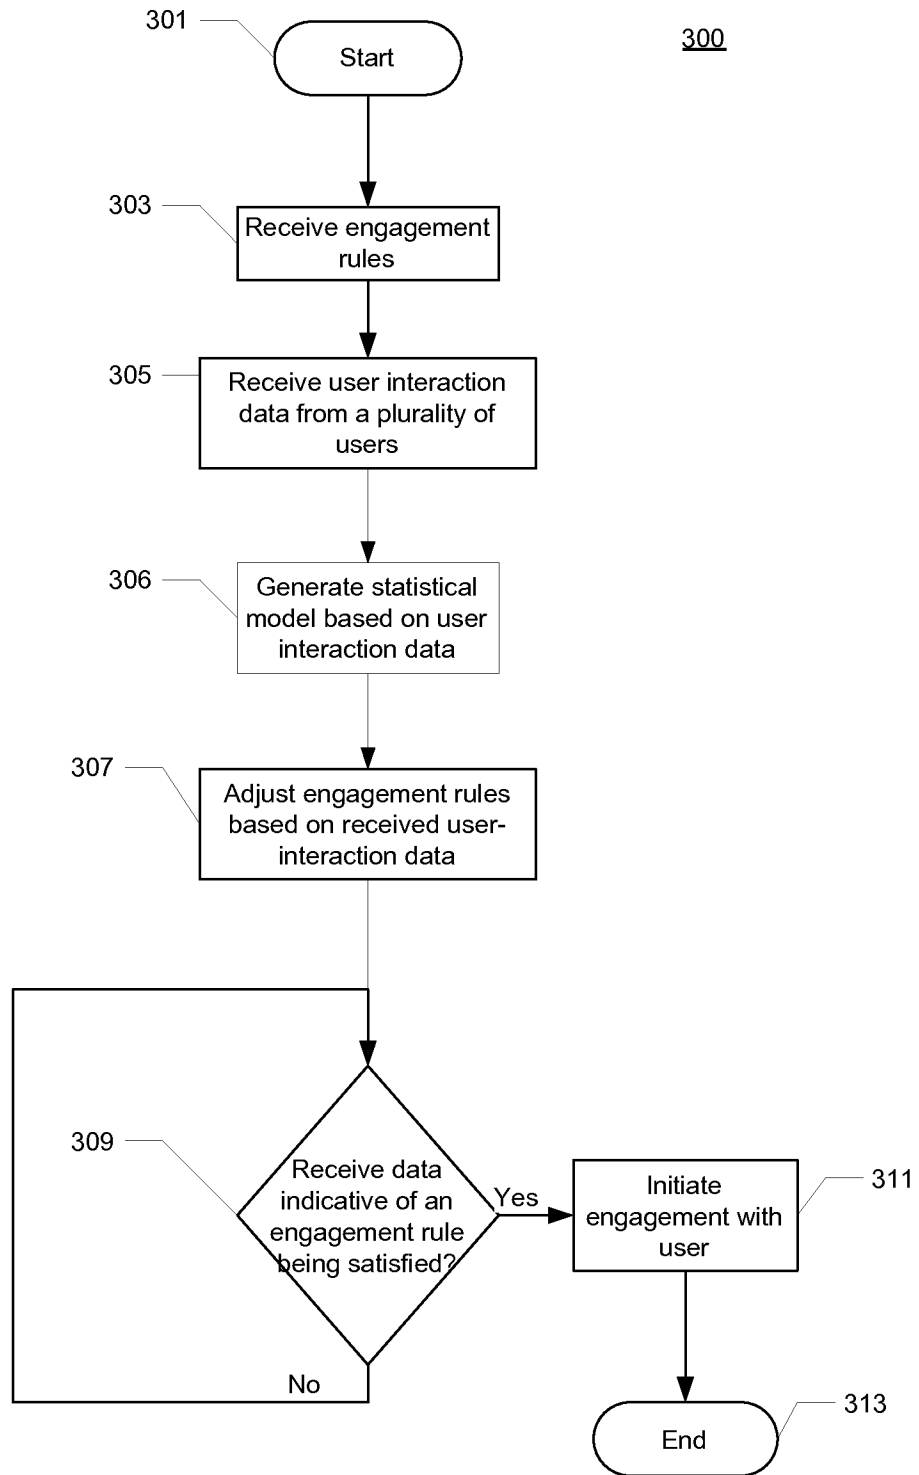 301
Start
300
303
Receive engagement
rules
305
Receive user interaction
data from a plurality of
users
306
Generate statistical
model based on user
interaction data
307
Adjust engagement rules
based on received user-
interaction data
309
Receive data
indicative of an
engagement rule
being satisfied?
Yes
Initiate
engagement with
user
311
No
End
313